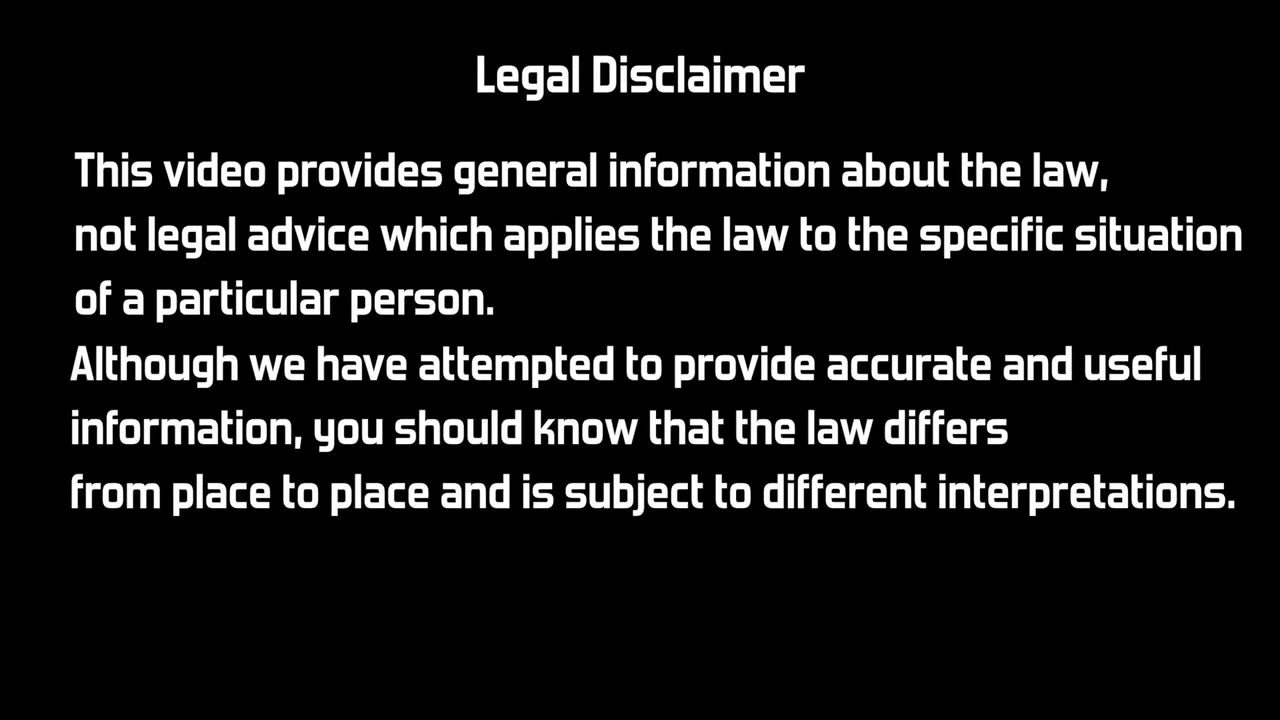 Legal Disclaimer
This video provides general information about the law,
not legal advice which applies the law to the specific situation
of a particular person.
Although we have attempted to provide accurate and useful
information, you should know that the law differs
from place to place and is subject to different interpretations.